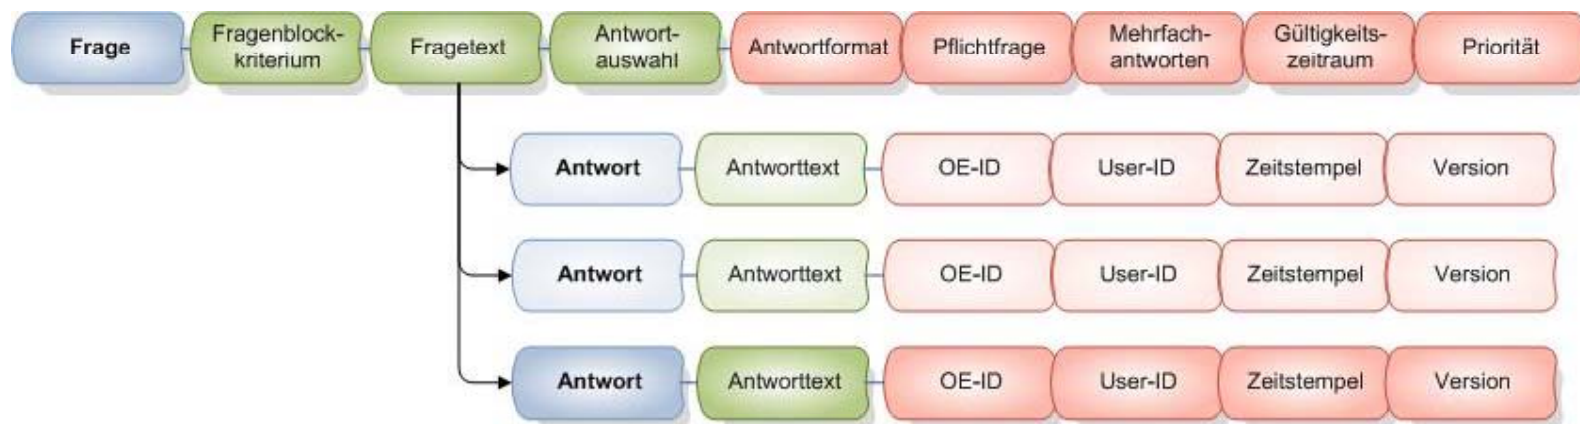 Frage
Fragenblock-
kriterium
Fragetext
Antwort-
auswahl
Antwortformat
Pflichtfrage
Mehrfach-
antworten
Gültigkeits-
zeitraum
Priorität
Antwort
Antworttext
OE-ID
User-ID
Zeitstempel
Version
Antwort
Antworttext
OE-ID
User-ID
Zeitstempel
Version
Antwort
Antworttext
OE-ID
User-ID
Zeitstempel
Version